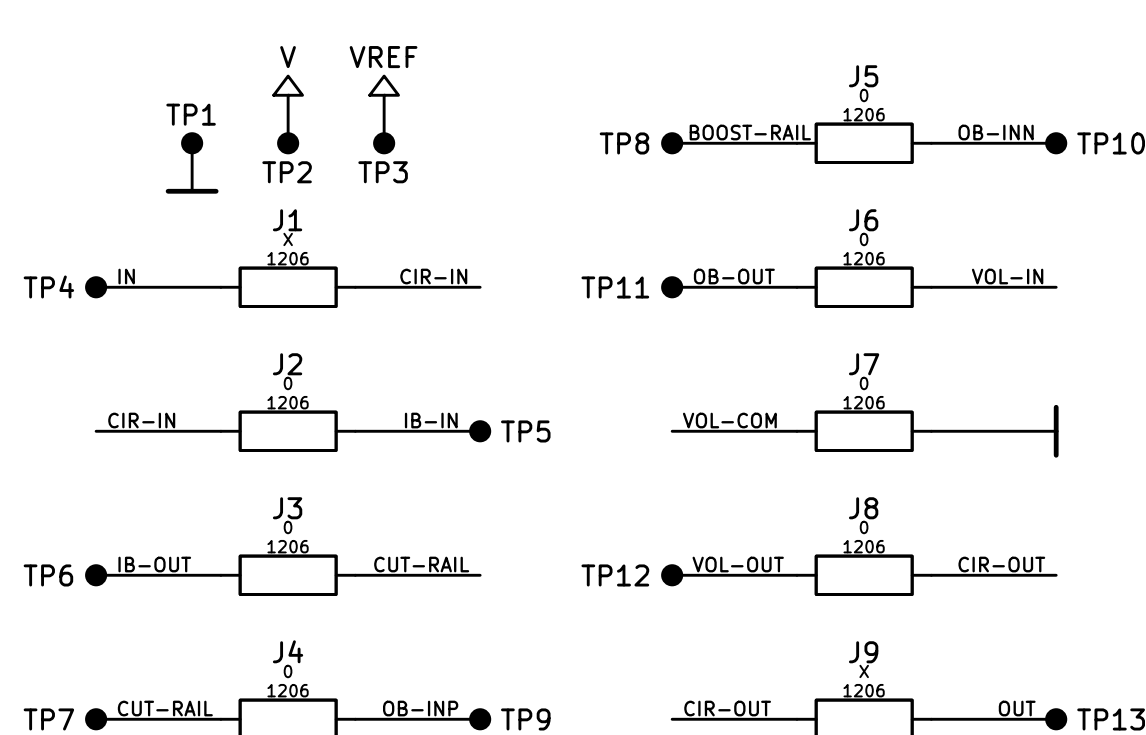 V
VREF
TP1
TP2
TP3
J1
X
1206
TP4
IN
CIR-IN
J2
0
1206
CIR-IN
IB-IN
TP5
J3
0
1206
TP6
IB-OUT
CUT-RAIL
J4
0
1206
TP7
CUT-RAIL
OB-INP
TP9
J5
0
1206
TP8
BOOST-RAIL
OB-INN
TP10
J6
0
1206
TP11
OB-OUT
VOL-IN
J7
0
1206
VOL-COM
J8
0
1206
TP12
VOL-OUT
CIR-OUT
J9
X
1206
CIR-OUT
OUT
TP13